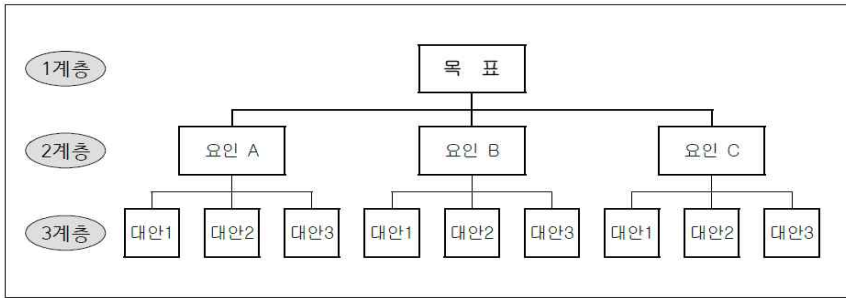 1계층 목 표
2계층 요인 A 요인 B 요인 C
3계층 대안1 대안2 대안3 대안1 대안2 대안3 대안1 대안2 대안3